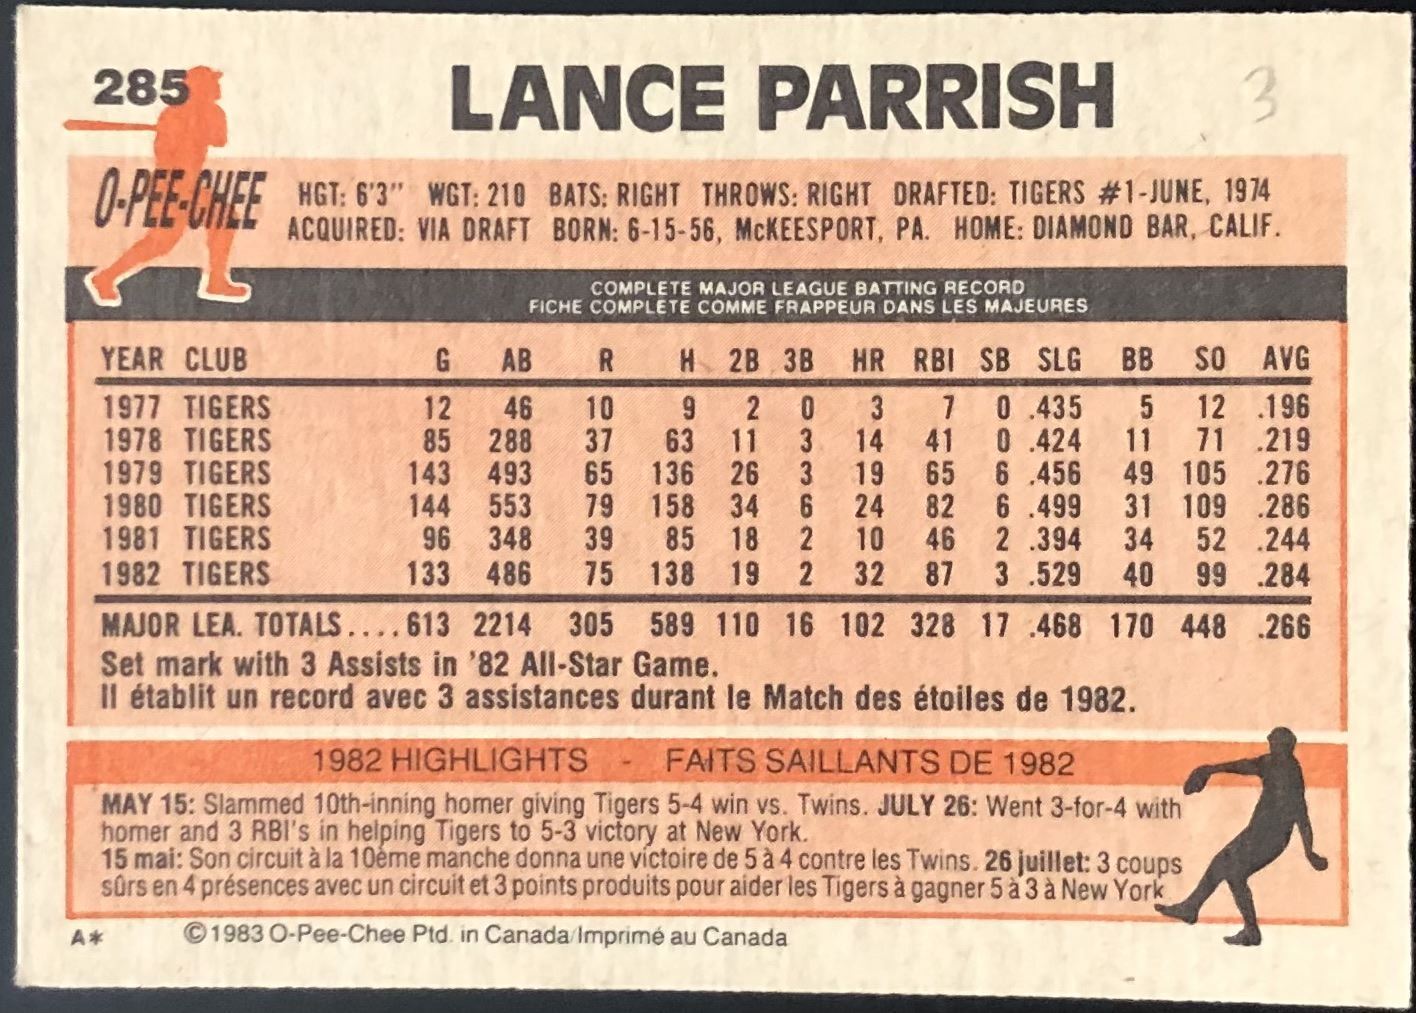 285 LANCE PARRISH 3
O-PEE-CHEE
HGT: 6'3" WGT: 210 BATS: RIGHT THROWS: RIGHT DRAFTED: TIGERS #1-JUNE, 1974
ACQUIRED: VIA DRAFT BORN: 6-15-56, McKEESPORT, PA. HOME: DIAMOND BAR, CALIF.
COMPLETE MAJOR LEAGUE BATTING RECORD
FICHE COMPLÈTE COMME FRAPPEUR DANS LES MAJEURES
YEAR CLUB G AB R H 2B 3B HR RBI SB SLG BB SO AVG
1977 TIGERS 12 46 10 9 2 0 3 7 0 .435 5 12 .196
1978 TIGERS 85 288 37 63 11 3 14 41 0 .424 11 71 .219
1979 TIGERS 143 493 65 136 26 3 19 65 6 .456 49 105 .276
1980 TIGERS 144 553 79 158 34 6 24 82 6 .499 31 109 .286
1981 TIGERS 96 348 39 85 18 2 10 46 2 .394 34 52 .244
1982 TIGERS 133 486 75 138 19 2 32 87 3 .529 40 99 .284
MAJOR LEA. TOTALS....613 2214 305 589 110 16 102 328 17 .468 170 448 .266
Set mark with 3 Assists in '82 All-Star Game.
Il établit un record avec 3 assistances durant le Match des étoiles de 1982.
1982 HIGHLIGHTS - FAITS SAILLANTS DE 1982
MAY 15: Slammed 10th-inning homer giving Tigers 5-4 win vs. Twins. JULY 26: Went 3-for-4 with
homer and 3 RBI's in helping Tigers to 5-3 victory at New York.
15 mai: Son circuit à la 10ème manche donna une victoire de 5 à 4 contre les Twins. 26 juillet: 3 coups
sûrs en 4 présences avec un circuit et 3 points produits pour aider les Tigers à gagner 5 à 3 à New York
A* ©1983 O-Pee-Chee Ptd. in Canada/Imprimé au Canada